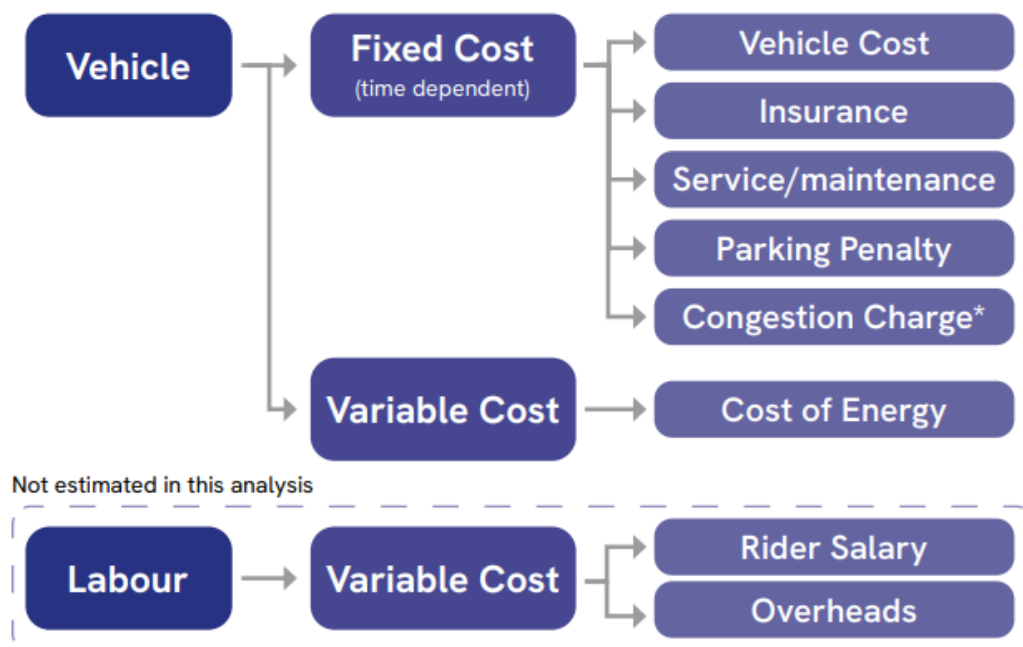 Vehicle
Fixed Cost
(time dependent)
Vehicle Cost
Insurance
Service/maintenance
Parking Penalty
Congestion Charge*
Variable Cost
Cost of Energy
Not estimated in this analysis
Labour
Variable Cost
Rider Salary
Overheads